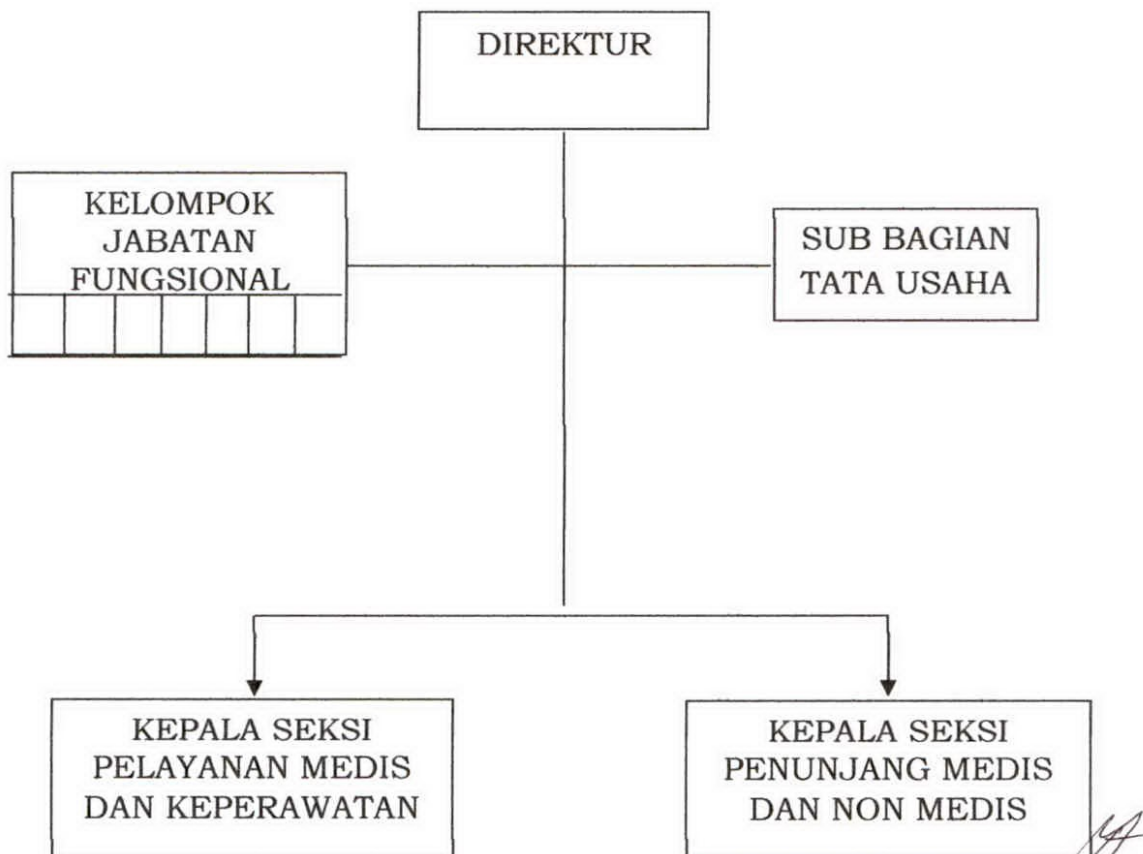 DIREKTUR
KELOMPOK
JABATAN
FUNGSIONAL
SUB BAGIAN
TATA USAHA
KEPALA SEKSI
PELAYANAN MEDIS
DAN KEPERAWATAN
KEPALA SEKSI
PENUNJANG MEDIS
DAN NON MEDIS